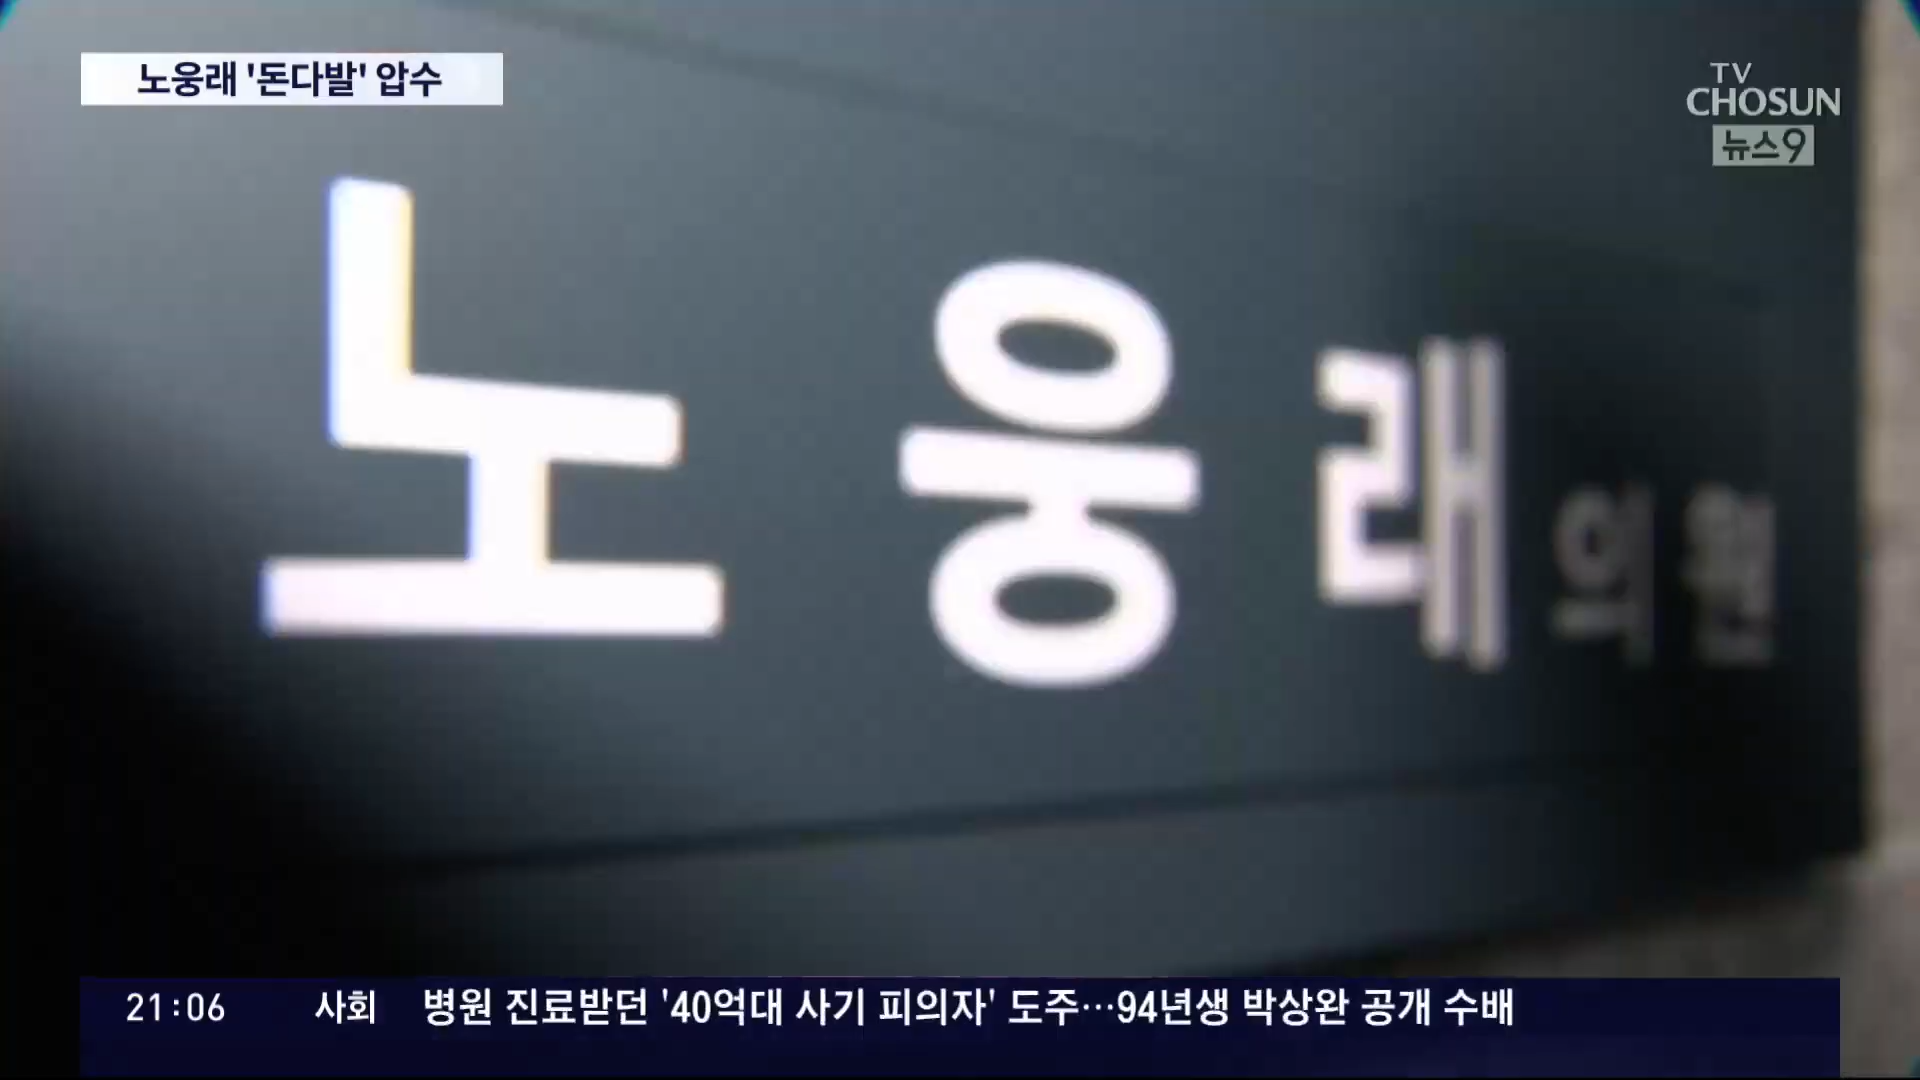 노웅래 '돈다발' 압수
TV
CHOSUN
뉴스9
노웅래 의원
21:06 사회 병원 진료받던 '40억대 사기 피의자' 도주…94년생 박상완 공개 수배